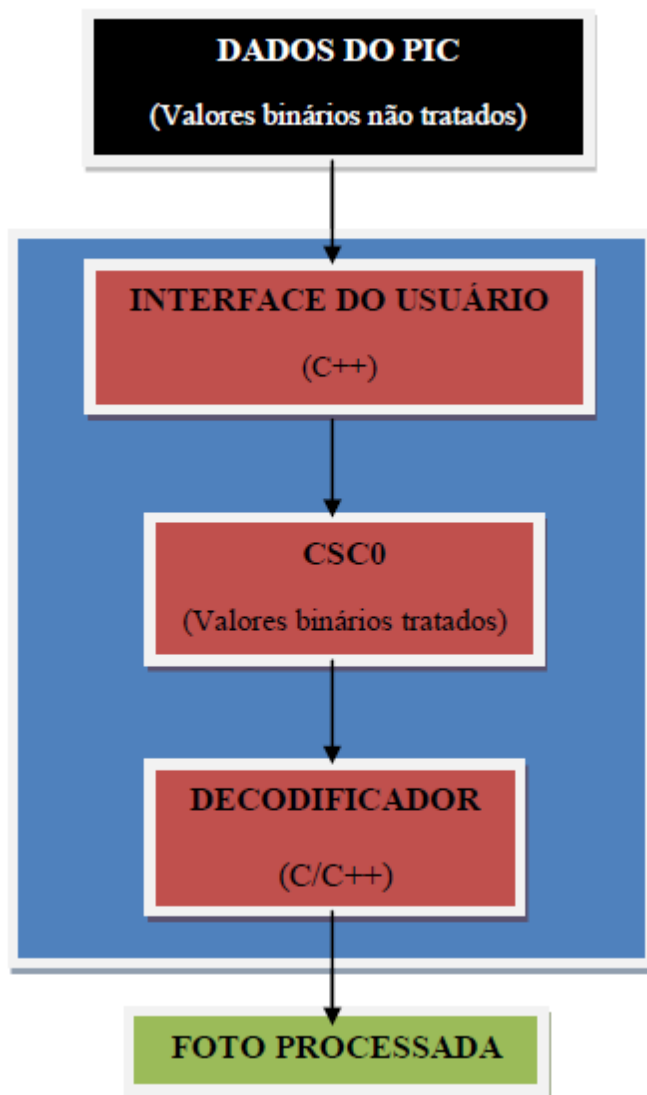 DADOS DO PIC
(Valores binários não tratados)
INTERFACE DO USUÁRIO
(C++)
CSC0
(Valores binários tratados)
DECODIFICADOR
(C/C++)
FOTO PROCESSADA